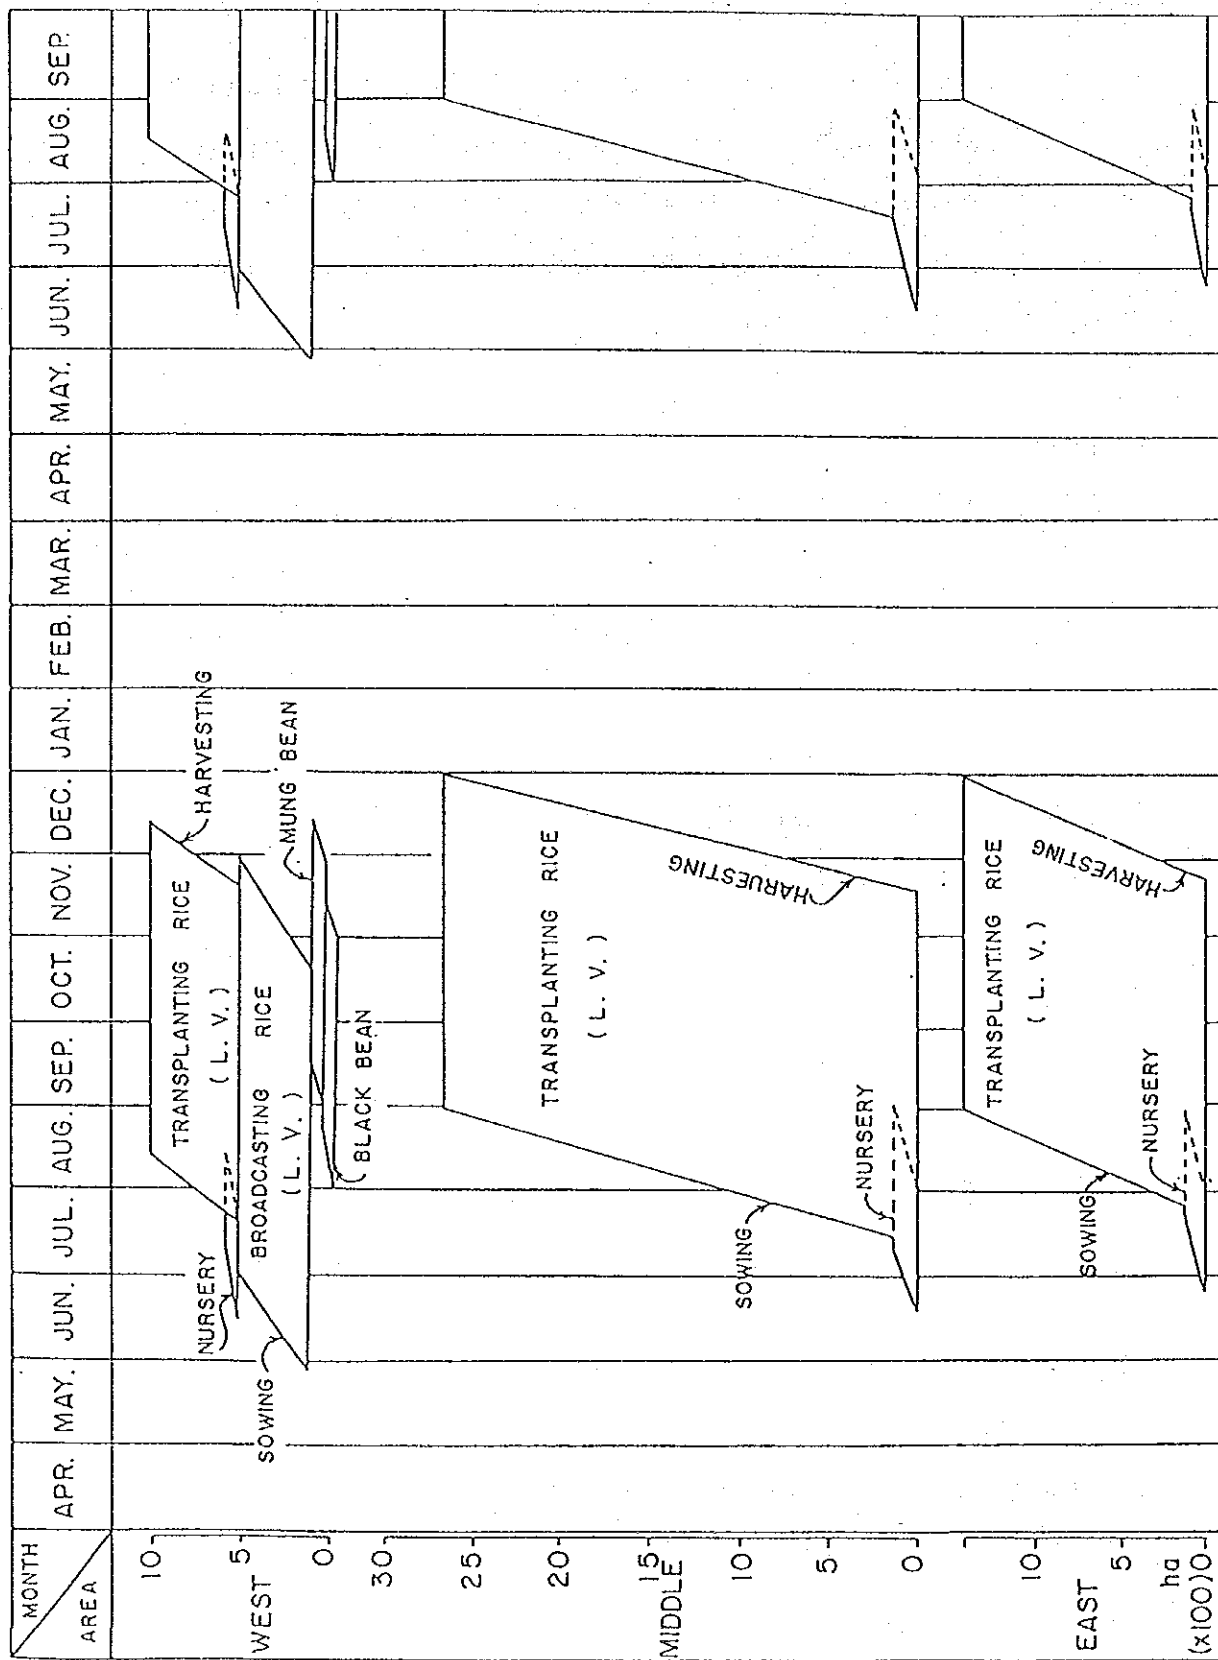 MONTH
AREA
APR. MAY. JUN. JUL. AUG. SEP. OCT. NOV. DEC. JAN. FEB. MAR. APR. MAY. JUN. JUL. AUG. SEP.
WEST
10
5
0
NURSERY
TRANSPLANTING RICE
( L. V. )
HARVESTING
SOWING
BROADCASTING RICE
( L. V. )
MUNG BEAN
BLACK BEAN
MIDDLE
30
25
20
15
10
5
0
TRANSPLANTING RICE
( L. V. )
SOWING
NURSERY
HARUESTING
EAST
10
5
0
ha
(x100)
TRANSPLANTING RICE
( L. V. )
SOWING
NURSERY
HARVESTING